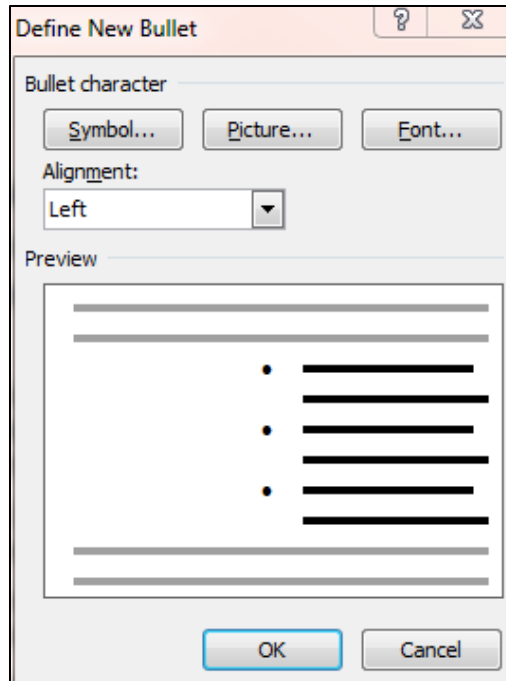 Define New Bullet
Bullet character
Symbol... Picture... Font...
Alignment:
Left
Preview
OK Cancel